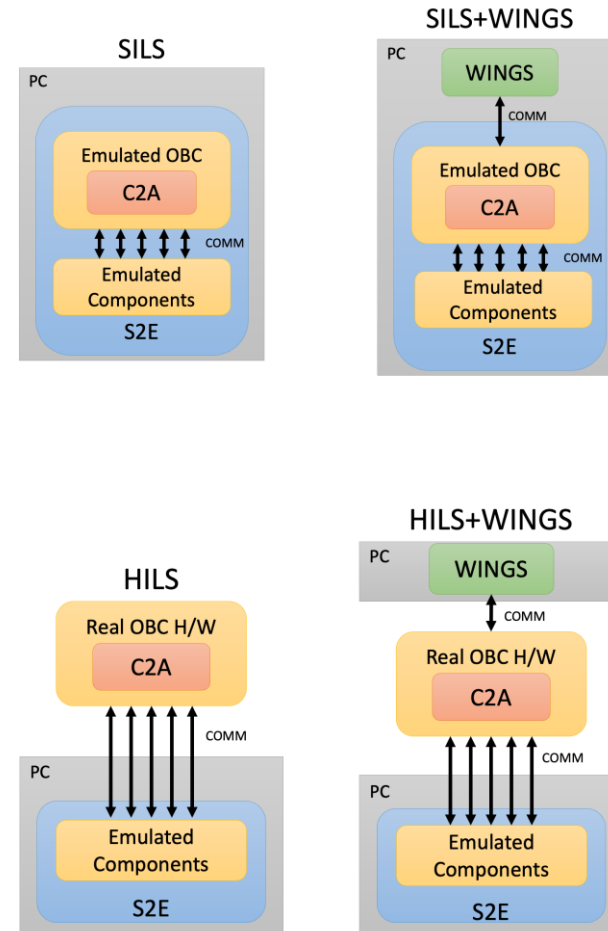 SILS
PC
Emulated OBC
C2A
COMM
Emulated
Components
S2E
SILS+WINGS
PC
WINGS
COMM
Emulated OBC
C2A
COMM
Emulated
Components
S2E
HILS
Real OBC H/W
C2A
COMM
PC
Emulated
Components
S2E
HILS+WINGS
PC
WINGS
COMM
Real OBC H/W
C2A
COMM
PC
Emulated
Components
S2E